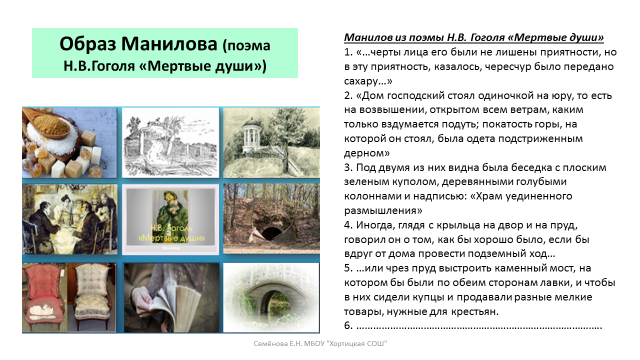 Образ Манилова (поэма
Н.В.Гоголя «Мертвые души»)
Н.В. Гоголь
«Мертвые души»
Манилов из поэмы Н.В. Гоголя «Мертвые души»
1. «…черты лица его были не лишены приятности, но
в эту приятность, казалось, чересчур было передано
сахару…»
2. «Дом господский стоял одиночкой на юру, то есть
на возвышении, открытом всем ветрам, каким
только вздумается подуть; покатость горы, на
которой он стоял, была одета подстриженным
дерном»
3. Под двумя из них видна была беседка с плоским
зеленым куполом, деревянными голубыми
колоннами и надписью: «Храм уединенного
размышления»
4. Иногда, глядя с крыльца на двор и на пруд,
говорил он о том, как бы хорошо было, если бы
вдруг от дома провести подземный ход…
5. …или чрез пруд выстроить каменный мост, на
котором бы были по обеим сторонам лавки, и чтобы
в них сидели купцы и продавали разные мелкие
товары, нужные для крестьян.
6. ……………………………………………………………………….
Семёнова Е.Н. МБОУ "Хортицкая СОШ"